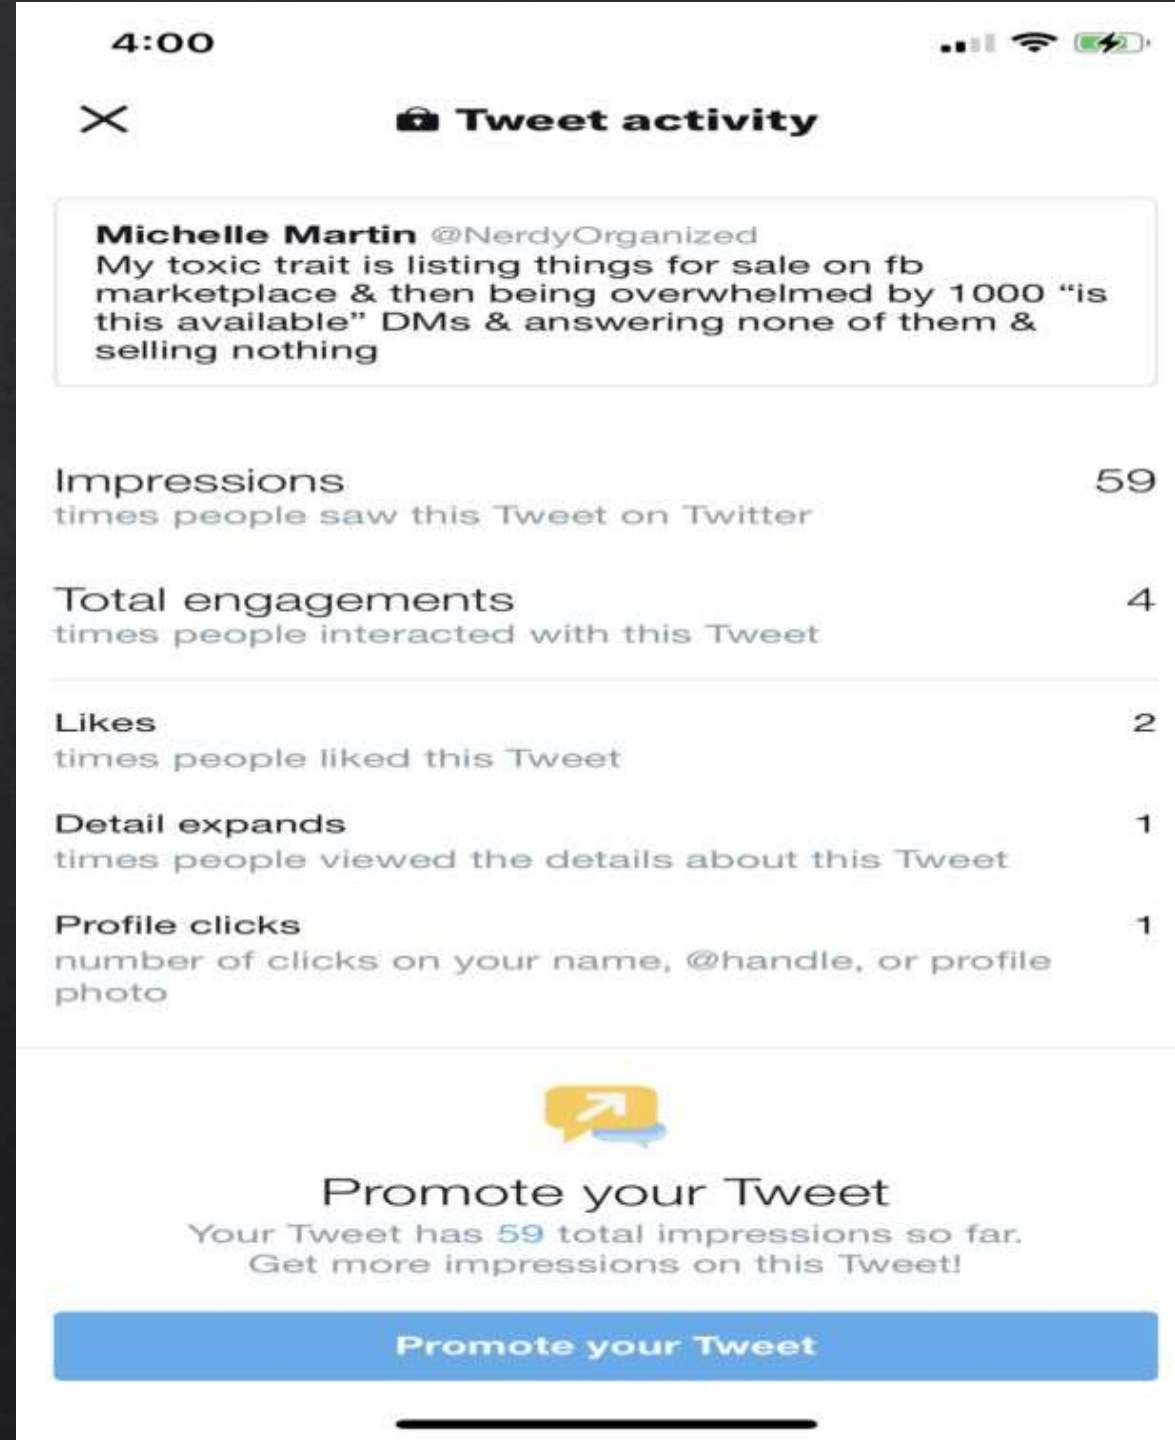 4:00
Tweet activity
Michelle Martin @NerdyOrganized
My toxic trait is listing things for sale on fb
marketplace & then being overwhelmed by 1000 “is
this available” DMs & answering none of them &
selling nothing
Impressions 59
times people saw this Tweet on Twitter
Total engagements 4
times people interacted with this Tweet
Likes 2
times people liked this Tweet
Detail expands 1
times people viewed the details about this Tweet
Profile clicks 1
number of clicks on your name, @handle, or profile
photo
Promote your Tweet
Your Tweet has 59 total impressions so far.
Get more impressions on this Tweet!
Promote your Tweet